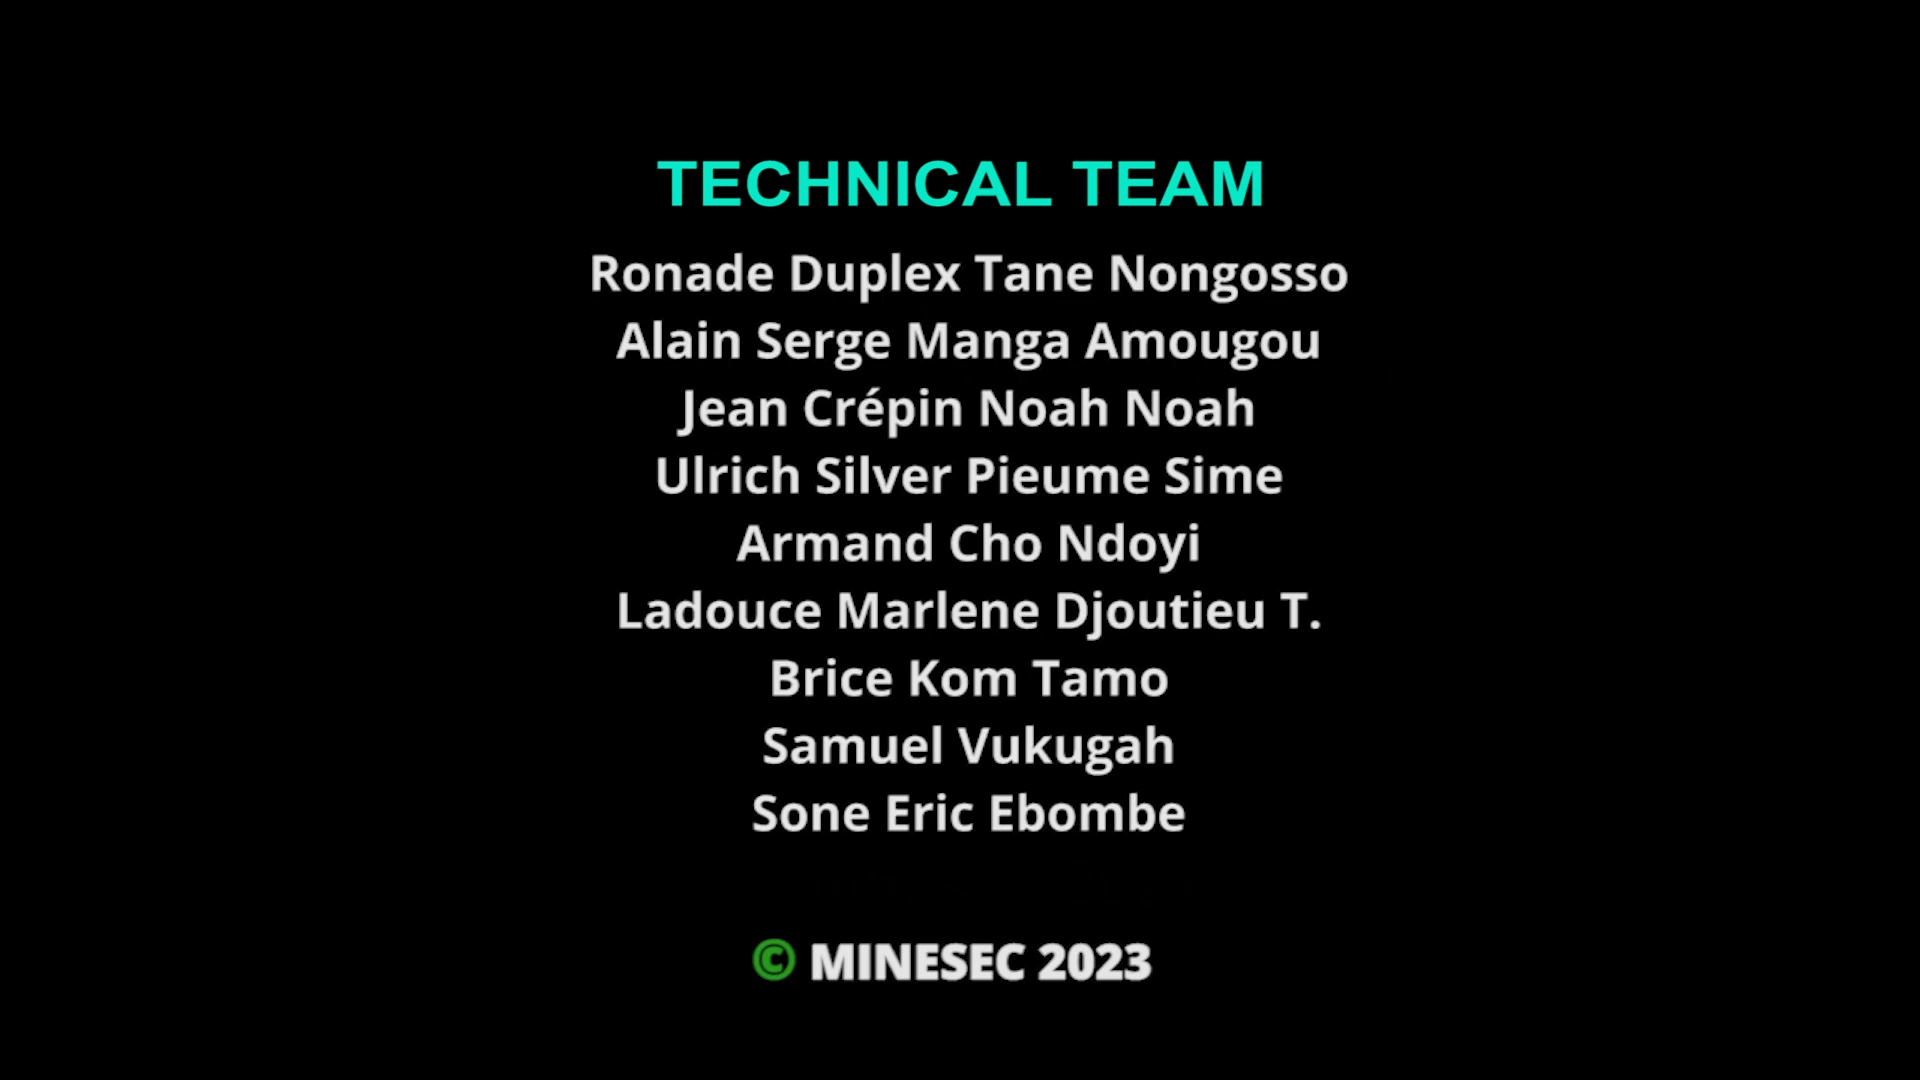 TECHNICAL TEAM
Ronade Duplex Tane Nongosso
Alain Serge Manga Amougou
Jean Crépin Noah Noah
Ulrich Silver Pieume Sime
Armand Cho Ndoyi
Ladouce Marlene Djoutieu T.
Brice Kom Tamo
Samuel Vukugah
Sone Eric Ebombe
© MINESEC 2023